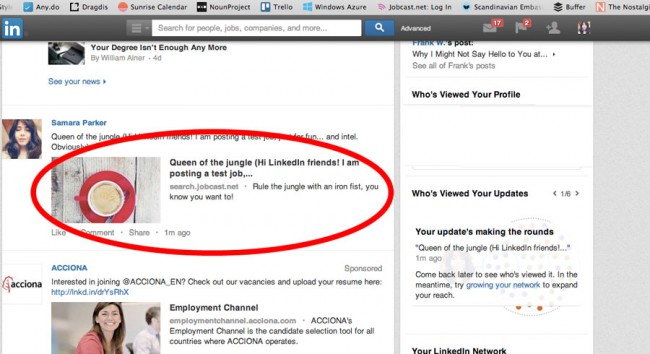 Style
Any.do
Dragdis
Sunrise Calendar
NounProject
Trello
Windows Azure
Jobcast.net: Log in
Scandinavian Embas
Buffer
The Nostalgi
in
Search for people, jobs, companies, and more...
Advanced
17
2
Your Degree Isn't Enough Any More
By William Alner · 4d
See your news
Samara Parker
Queen of the jungle (Hi LinkedIn friends! I am posting a test job, just for fun... and intel.
Obviously
Queen of the jungle (Hi LinkedIn friends! I am
posting a test job,...
search.jobcast.net · Rule the jungle with an iron fist, you
know you want to!
Like · Comment · Share · 1m ago
ACCIONA
Sponsored
acciona
Interested in joining @ACCIONA_EN? Check out our vacancies and upload your resume here:
http://lnkd.in/drYsRhX
Employment Channel
employmentchannel.acciona.com · ACCIONA's
Employment Channel is the candidate selection tool for all
countries where ACCIONA operates.
Frank W.'s post:
Why I Might Not Say Hello to You at...
See all of Frank's posts
Who's Viewed Your Profile
Who's Viewed Your Updates
1/6
Your update's making the rounds
"Queen of the jungle (Hi LinkedIn friends!..."
1m ago
Come back later to see who's viewed it. In the
meantime, try growing your network to expand
your reach.
Your LinkedIn Network